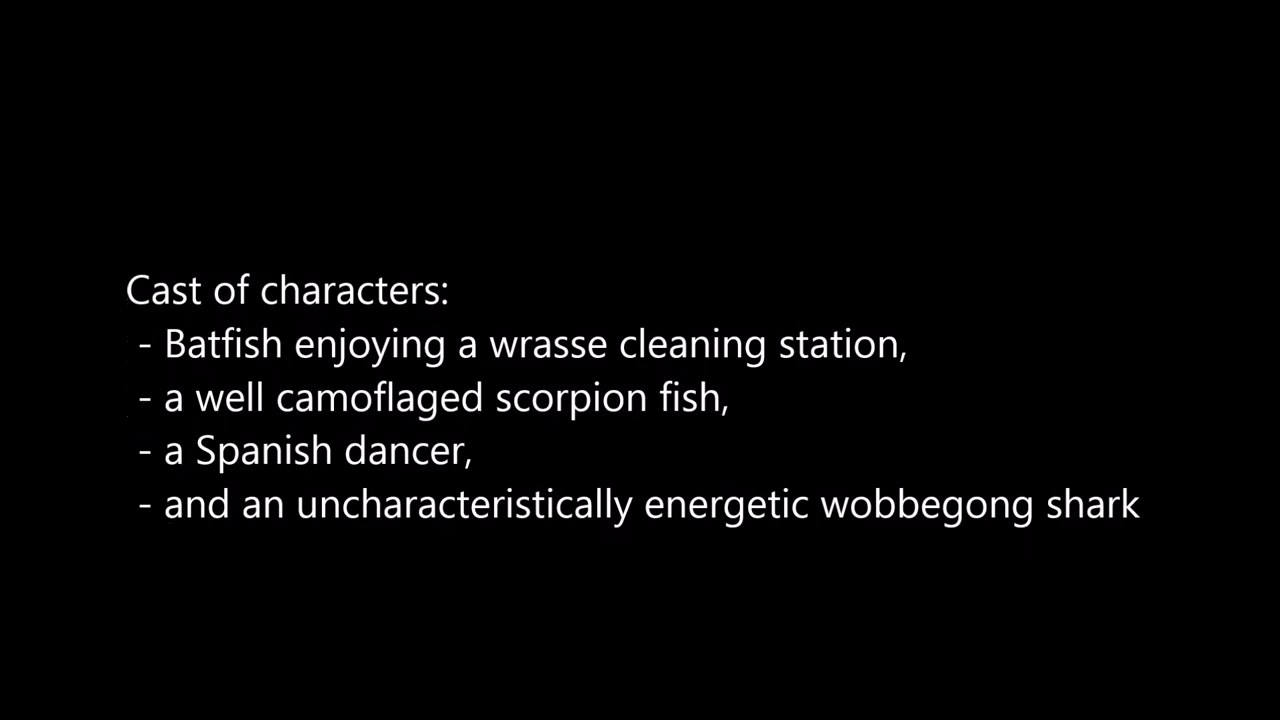 Cast of characters:
- Batfish enjoying a wrasse cleaning station,
- a well camoflaged scorpion fish,
- a Spanish dancer,
- and an uncharacteristically energetic wobbegong shark